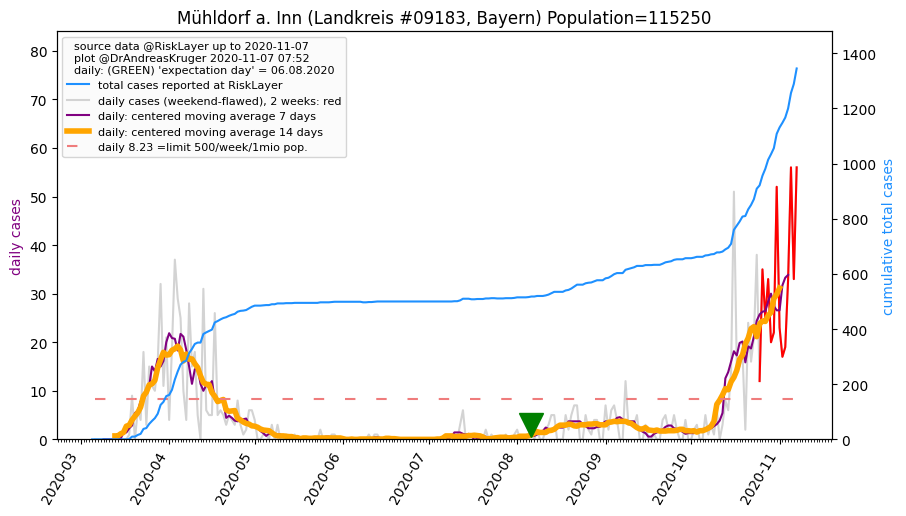 Mühldorf a. Inn (Landkreis #09183, Bayern) Population=115250
source data @RiskLayer up to 2020-11-07
plot @DrAndreasKruger 2020-11-07 07:52
daily: (GREEN) 'expectation day' = 06.08.2020
total cases reported at RiskLayer
daily cases (weekend-flawed), 2 weeks: red
daily: centered moving average 7 days
daily: centered moving average 14 days
daily 8.23 =limit 500/week/1mio pop.
daily cases
80
70
60
50
40
30
20
10
0
cumulative total cases
1400
1200
1000
800
600
400
200
0
2020-03
2020-04
2020-05
2020-06
2020-07
2020-08
2020-09
2020-10
2020-11